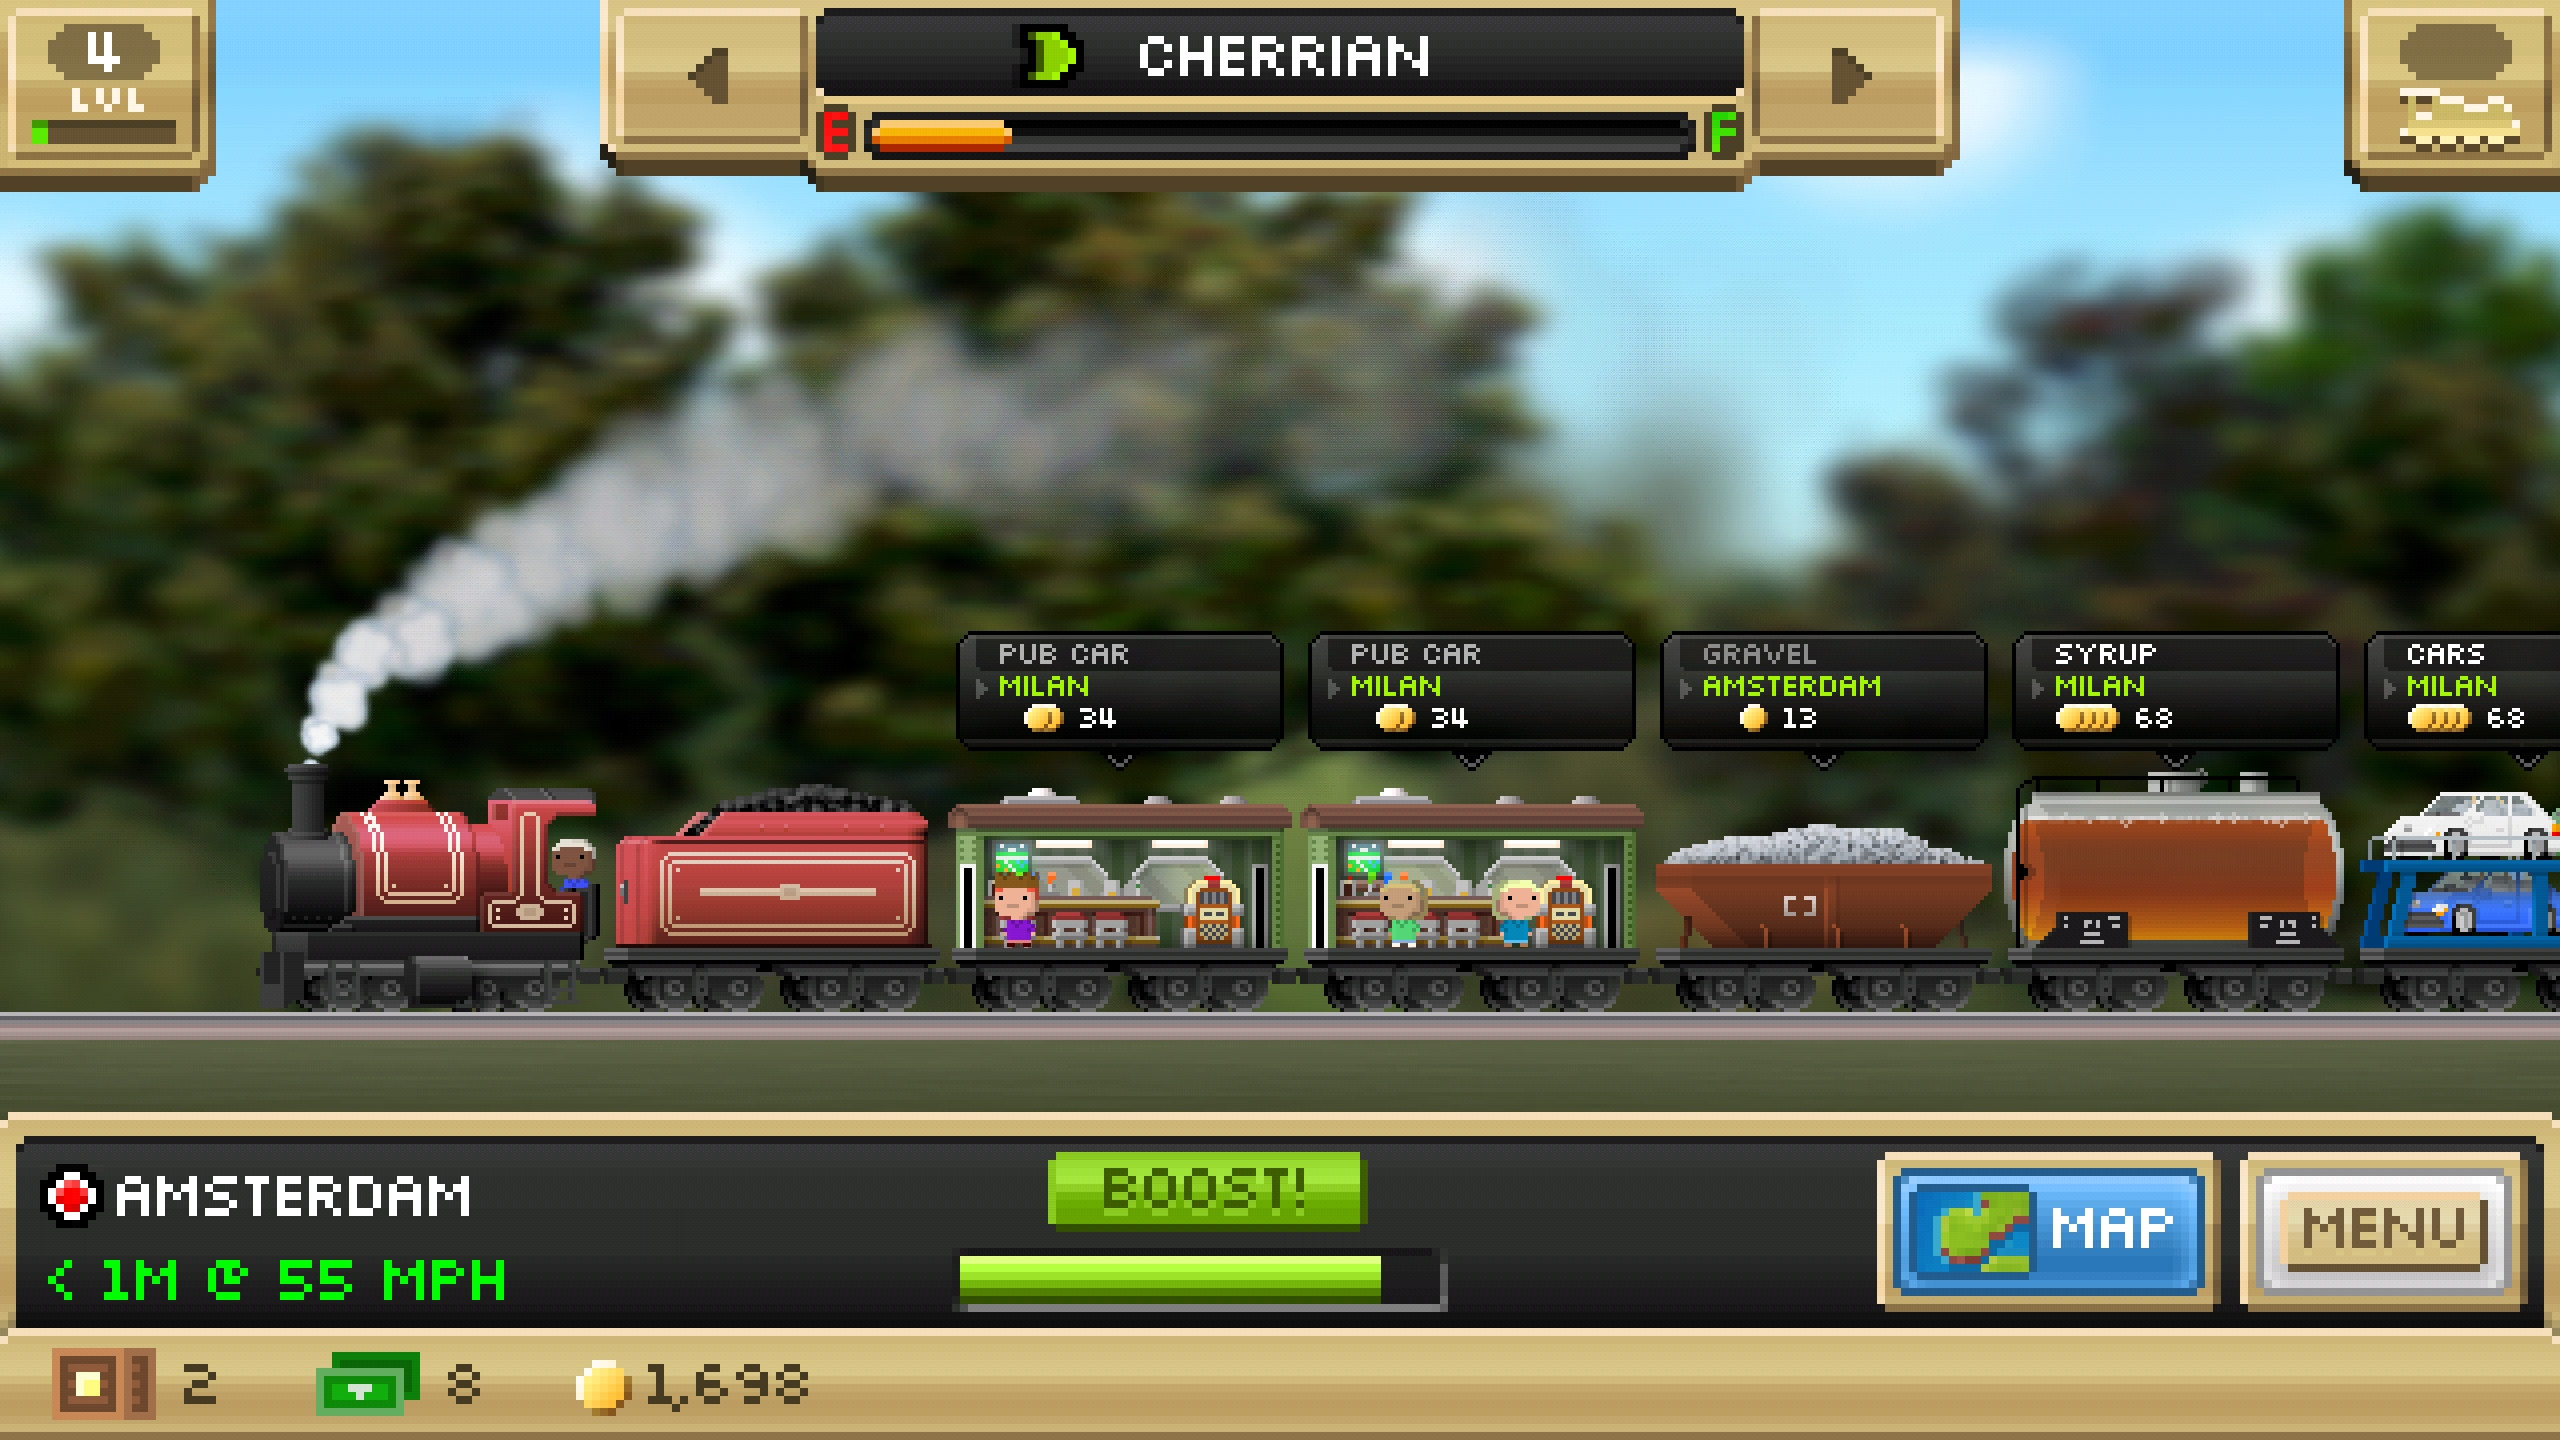 4
LVL
CHERRIAN
E F
PUB CAR
MILAN
34
PUB CAR
MILAN
34
GRAVEL
AMSTERDAM
13
SYRUP
MILAN
68
CARS
MILAN
68
AMSTERDAM
< 1M @ 55 MPH
BOOST!
MAP
MENU
2 8 1,698